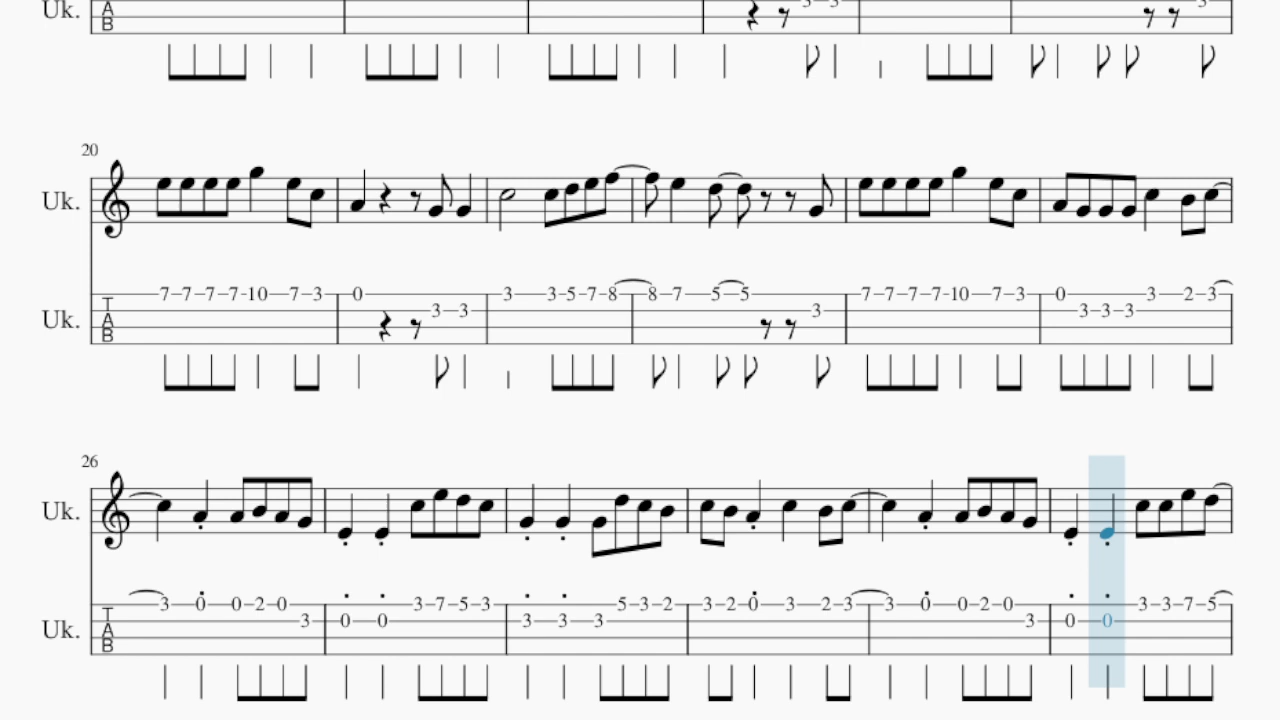 Uk. A B 3 3 3
20
Uk.
7 7 7 7 10 7 3 0 3 3 3 5 7 8 8 7 5 5 7 7 7 7 10 7 3 0 3 2 3
Uk. T A B 3 3 3 3 3 3
26
Uk.
3 0 0 2 0 3 7 5 3 5 3 2 3 2 0 3 2 3 3 0 0 2 0 3 3 7 5
Uk. T A B 3 0 0 3 3 3 3 0 0